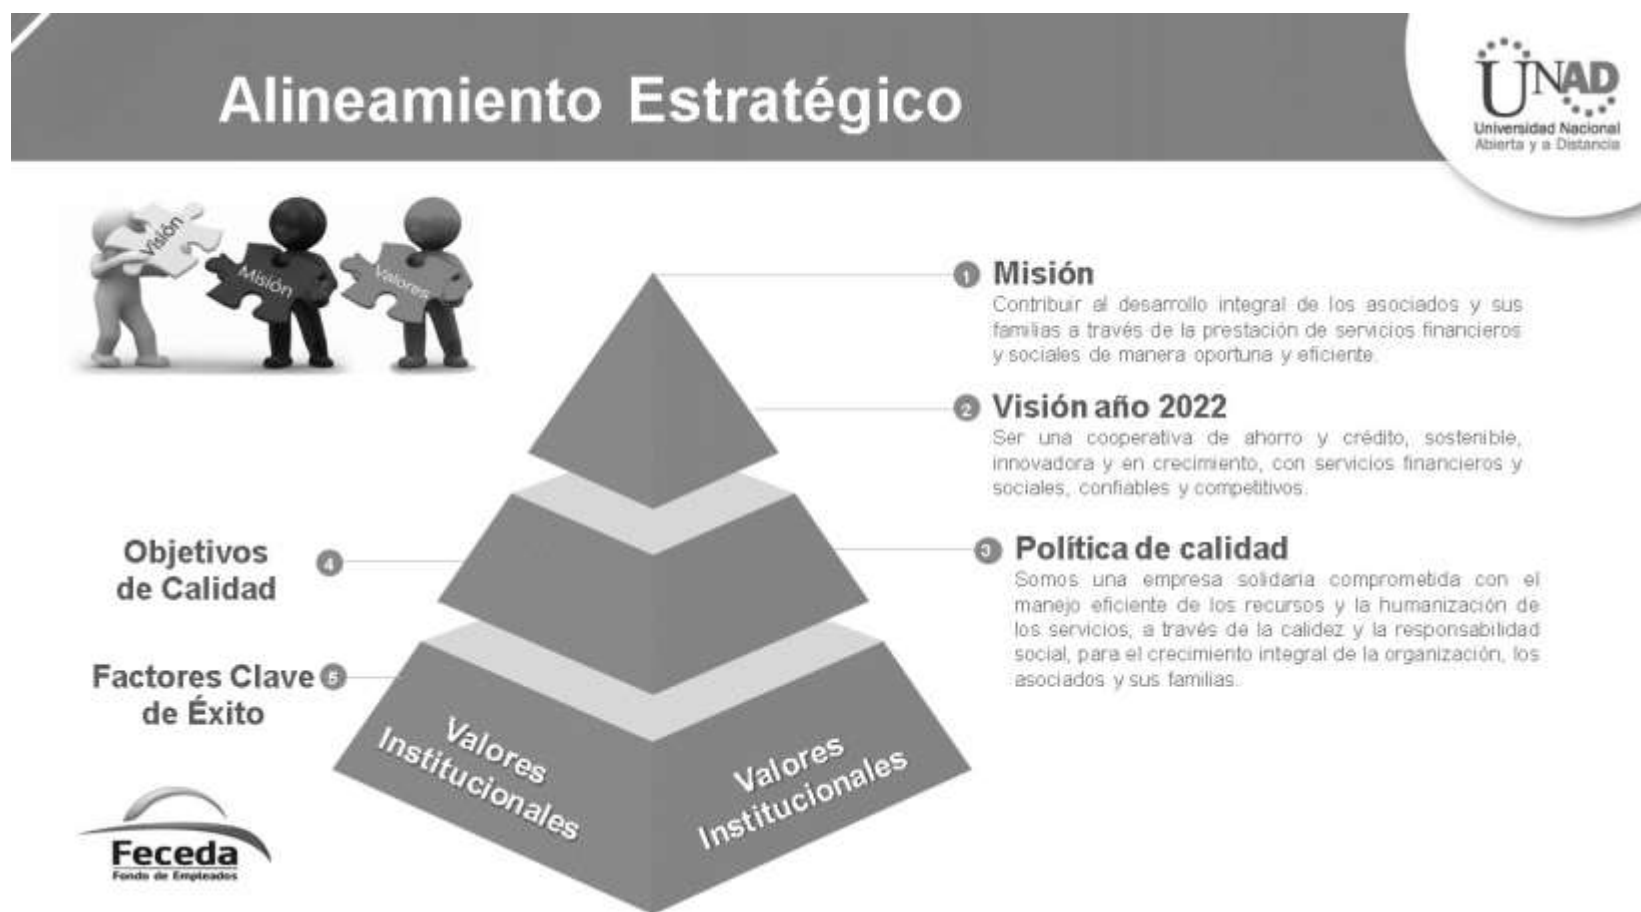 Alineamiento Estratégico
UNAD
Universidad Nacional
Abierta y a Distancia
Visión
Misión
Valores
1 Misión
Contribuir al desarrollo integral de los asociados y sus
familias a través de la prestación de servicios financieros
y sociales de manera oportuna y eficiente.
2 Visión año 2022
Ser una cooperativa de ahorro y crédito, sostenible,
innovadora y en crecimiento, con servicios financieros y
sociales, confiables y competitivos.
3 Política de calidad
Somos una empresa solidaria comprometida con el
manejo eficiente de los recursos y la humanización de
los servicios, a través de la calidez y la responsabilidad
social, para el crecimiento integral de la organización, los
asociados y sus familias.
Objetivos 4
de Calidad
Factores Clave 5
de Éxito
Valores
Institucionales
Valores
Institucionales
Feceda
Fondo de Empleados